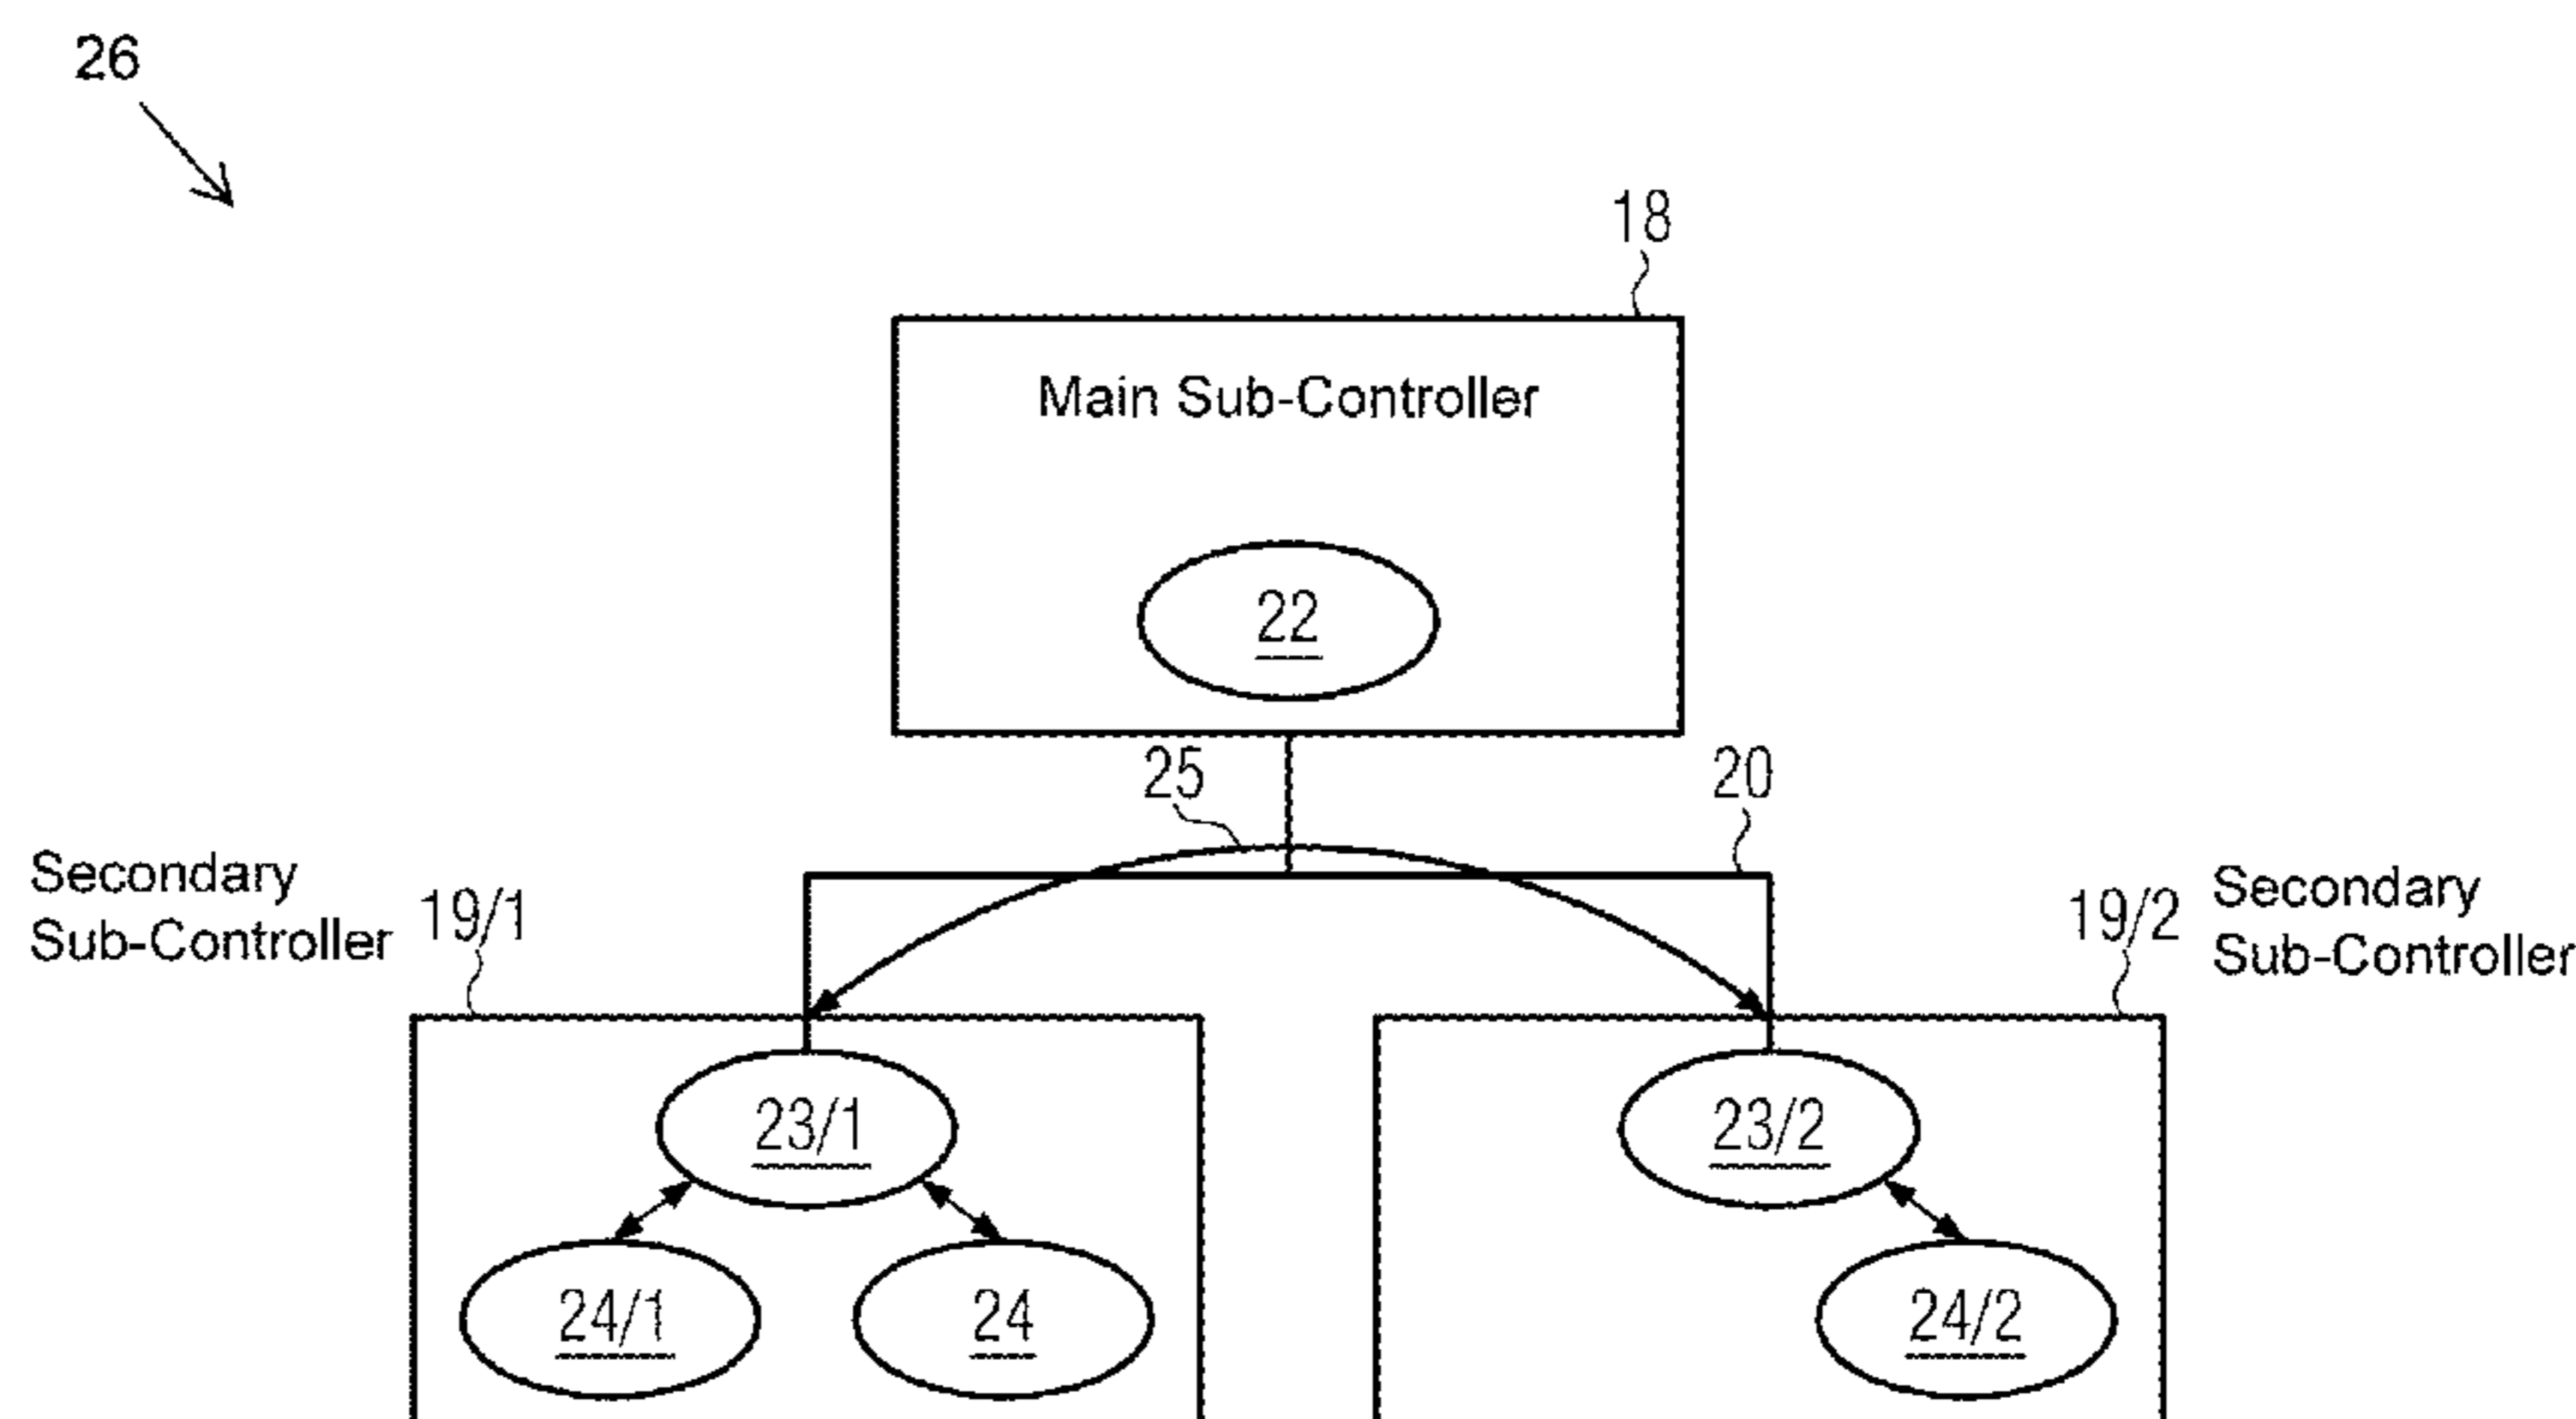 26
18
Main Sub-Controller
22
25
20
Secondary
Sub-Controller
19/1
19/2
Secondary
Sub-Controller
23/1
23/2
24/1
24
24/2